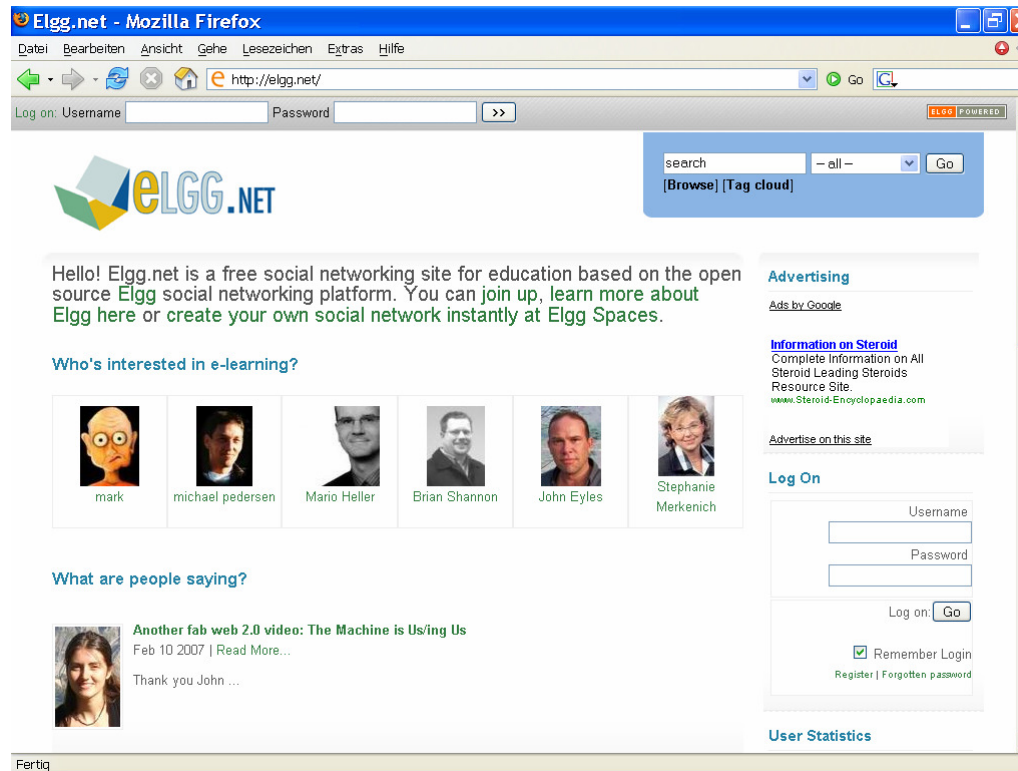 Elgg.net - Mozilla Firefox
Datei Bearbeiten Ansicht Gehe Lesezeichen Extras Hilfe
http://elgg.net/ Go G
Log on: Username Password >> ELGG POWERED
search – all – Go
[Browse] [Tag cloud]
eLGG.NET
Hello! Elgg.net is a free social networking site for education based on the open
source Elgg social networking platform. You can join up, learn more about
Elgg here or create your own social network instantly at Elgg Spaces.
Who's interested in e-learning?
mark michael pedersen Mario Heller Brian Shannon John Eyles Stephanie
Merkenich
What are people saying?
Another fab web 2.0 video: The Machine is Us/ing Us
Feb 10 2007 | Read More...
Thank you John ...
Advertising
Ads by Google
Information on Steroid
Complete Information on All
Steroid Leading Steroids
Resource Site.
www.Steroid-Encyclopaedia.com
Advertise on this site
Log On
Username
Password
Log on: Go
Remember Login
Register | Forgotten password
User Statistics
Fertig